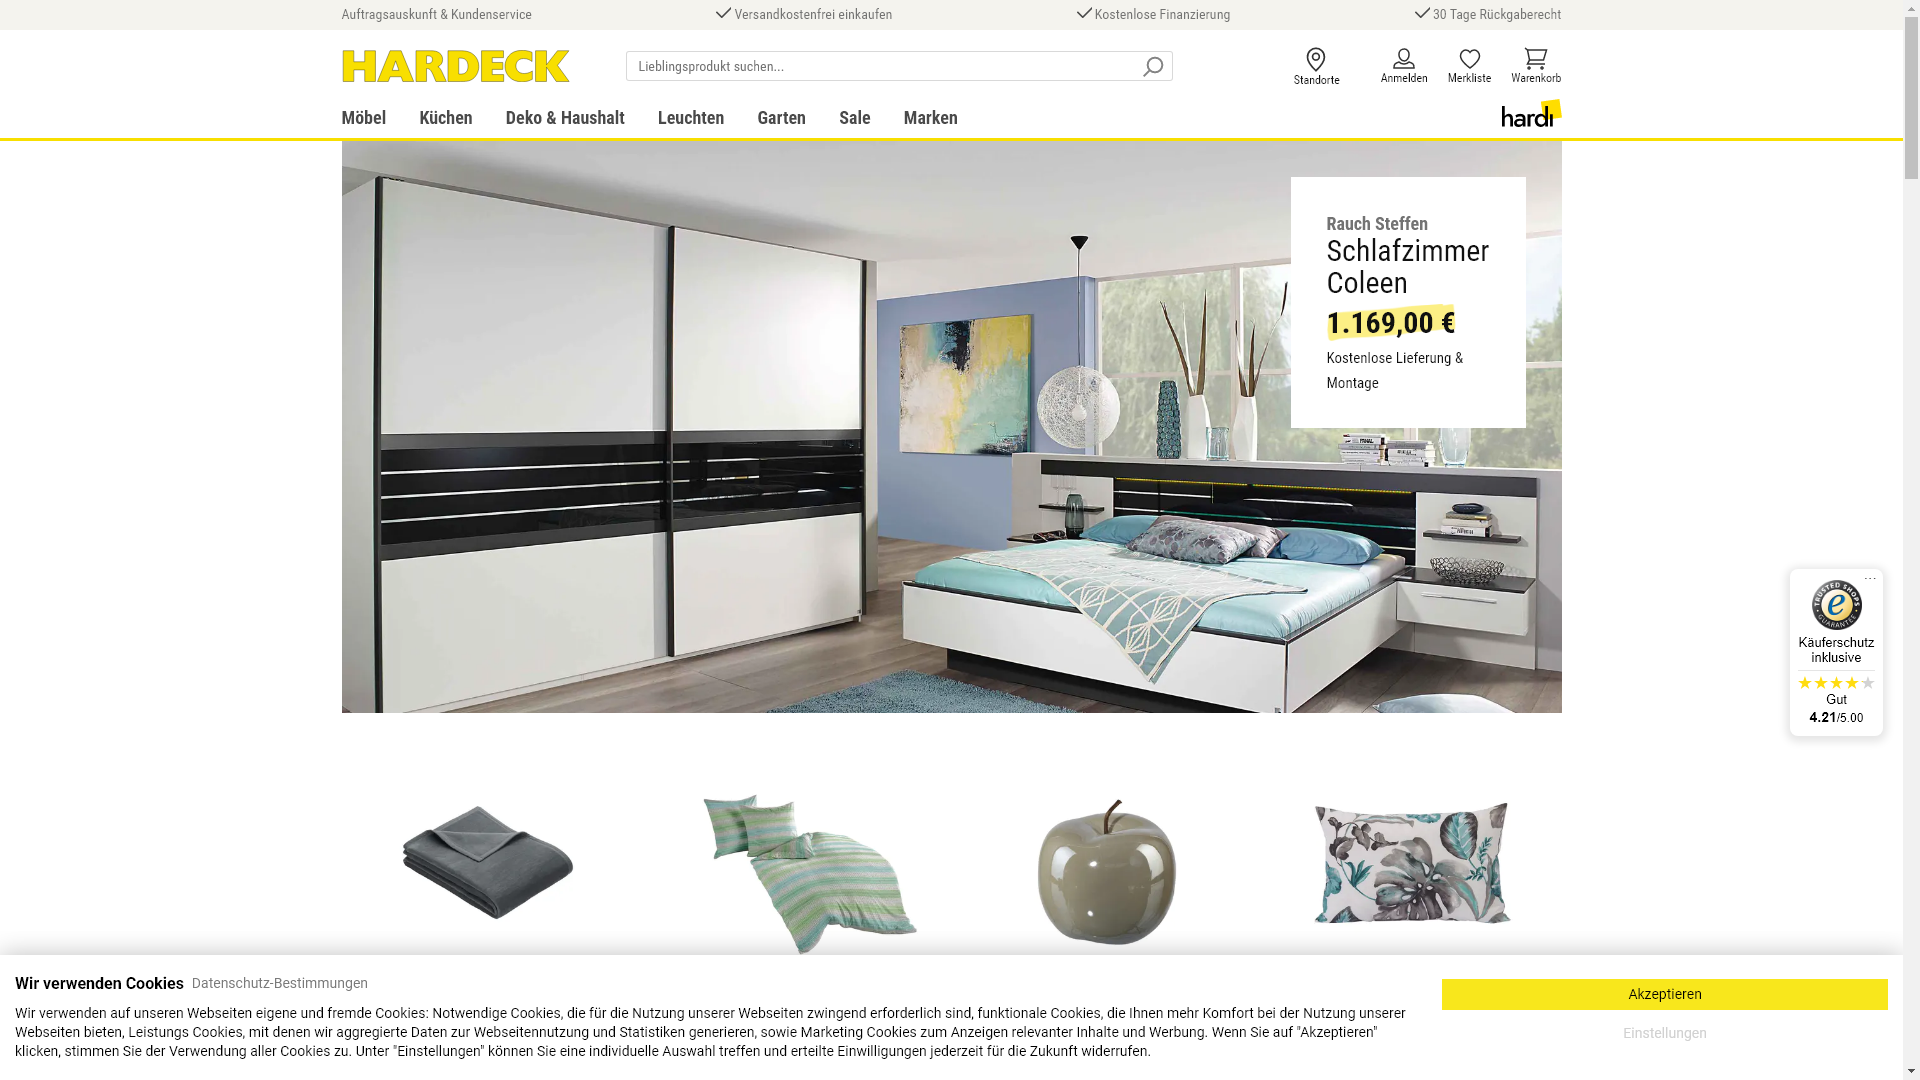 Auftragsauskunft & Kundenservice
Versandkostenfrei einkaufen
Kostenlose Finanzierung
30 Tage Rückgaberecht
HARDECK
Lieblingsprodukt suchen...
Standorte
Anmelden
Merkliste
Warenkorb
Möbel
Küchen
Deko & Haushalt
Leuchten
Garten
Sale
Marken
hardi
Rauch Steffen
Schlafzimmer
Coleen
1.169,00 €
Kostenlose Lieferung &
Montage
...
TRUSTED SHOPS
GUARANTEE
Käuferschutz
inklusive
Gut
4.21/5.00
Wir verwenden Cookies Datenschutz-Bestimmungen
Wir verwenden auf unseren Webseiten eigene und fremde Cookies: Notwendige Cookies, die für die Nutzung unserer Webseiten zwingend erforderlich sind, funktionale Cookies, die Ihnen mehr Komfort bei der Nutzung unserer
Webseiten bieten, Leistungs Cookies, mit denen wir aggregierte Daten zur Webseitennutzung und Statistiken generieren, sowie Marketing Cookies zum Anzeigen relevanter Inhalte und Werbung. Wenn Sie auf "Akzeptieren"
klicken, stimmen Sie der Verwendung aller Cookies zu. Unter "Einstellungen" können Sie eine individuelle Auswahl treffen und erteilte Einwilligungen jederzeit für die Zukunft widerrufen.
Akzeptieren
Einstellungen